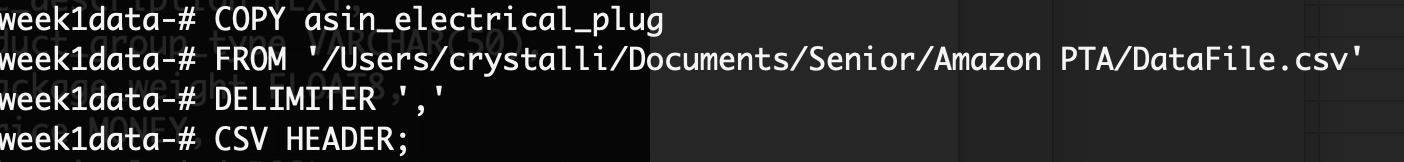 week1data-# COPY asin_electrical_plug
week1data-# FROM '/Users/crystalli/Documents/Senior/Amazon PTA/DataFile.csv'
week1data-# DELIMITER ','
week1data-# CSV HEADER;